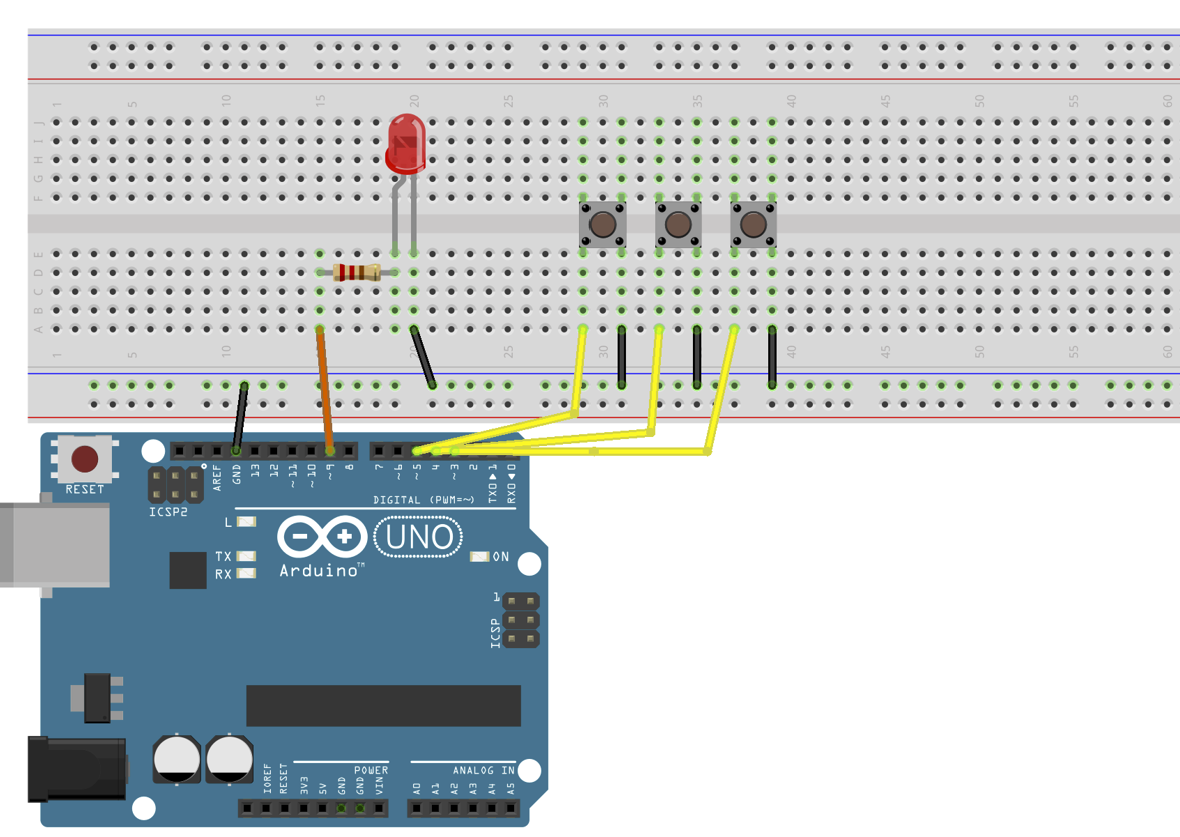 1 5 10 15 20 25 30 35 40 45 50 55 60
J
I
H
G
F
E
D
C
B
A
1 5 10 20 25 30 35 40 45 50 55 60
RESET
ICSP2
AREF GND 13 12 ~11 ~10 ~9 8 7 ~6 ~5 4 ~3 2 TX0▶1 RX0◀0
DIGITAL (PWM=~)
L
TX
RX
UNO
ON
Arduino™
1
ICSP
IOREF RESET 3V3 5V GND GND VIN
POWER
ANALOG IN
A0 A1 A2 A3 A4 A5